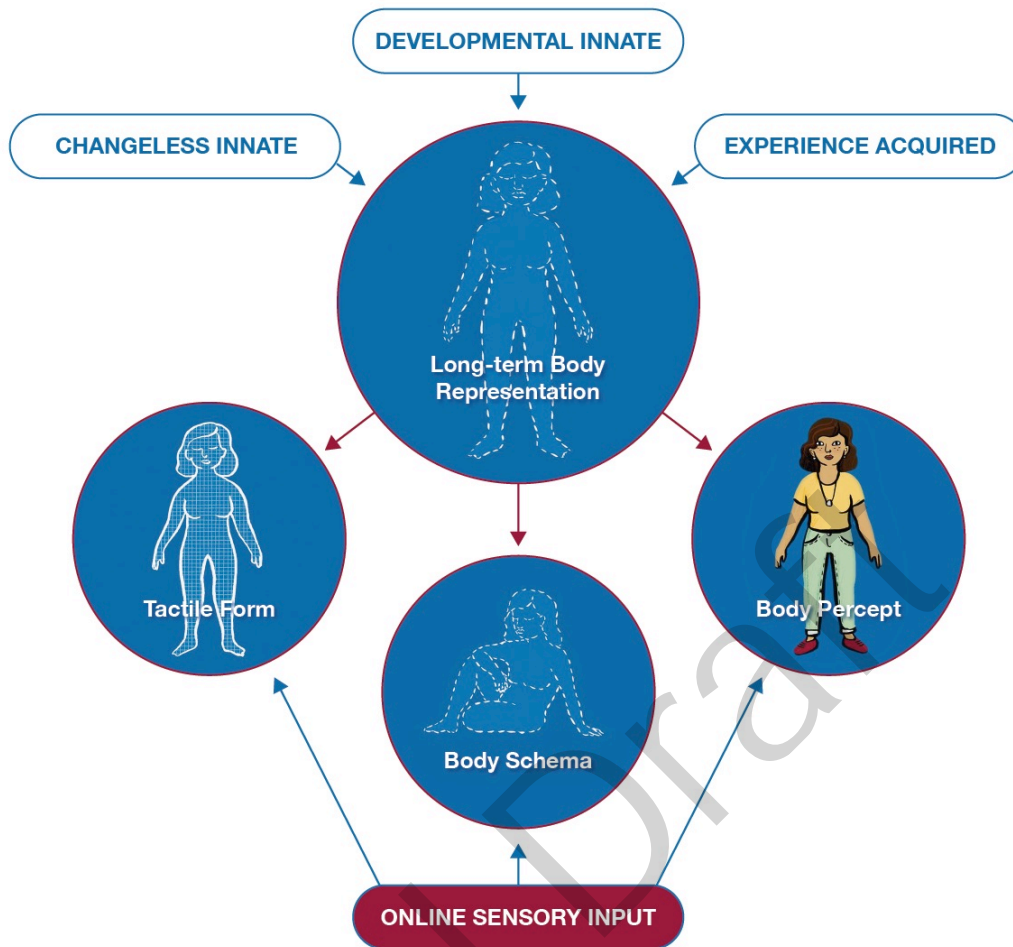 DEVELOPMENTAL INNATE
CHANGELESS INNATE
EXPERIENCE ACQUIRED
Long-term Body
Representation
Tactile Form
Body Percept
Body Schema
Draft
ONLINE SENSORY INPUT